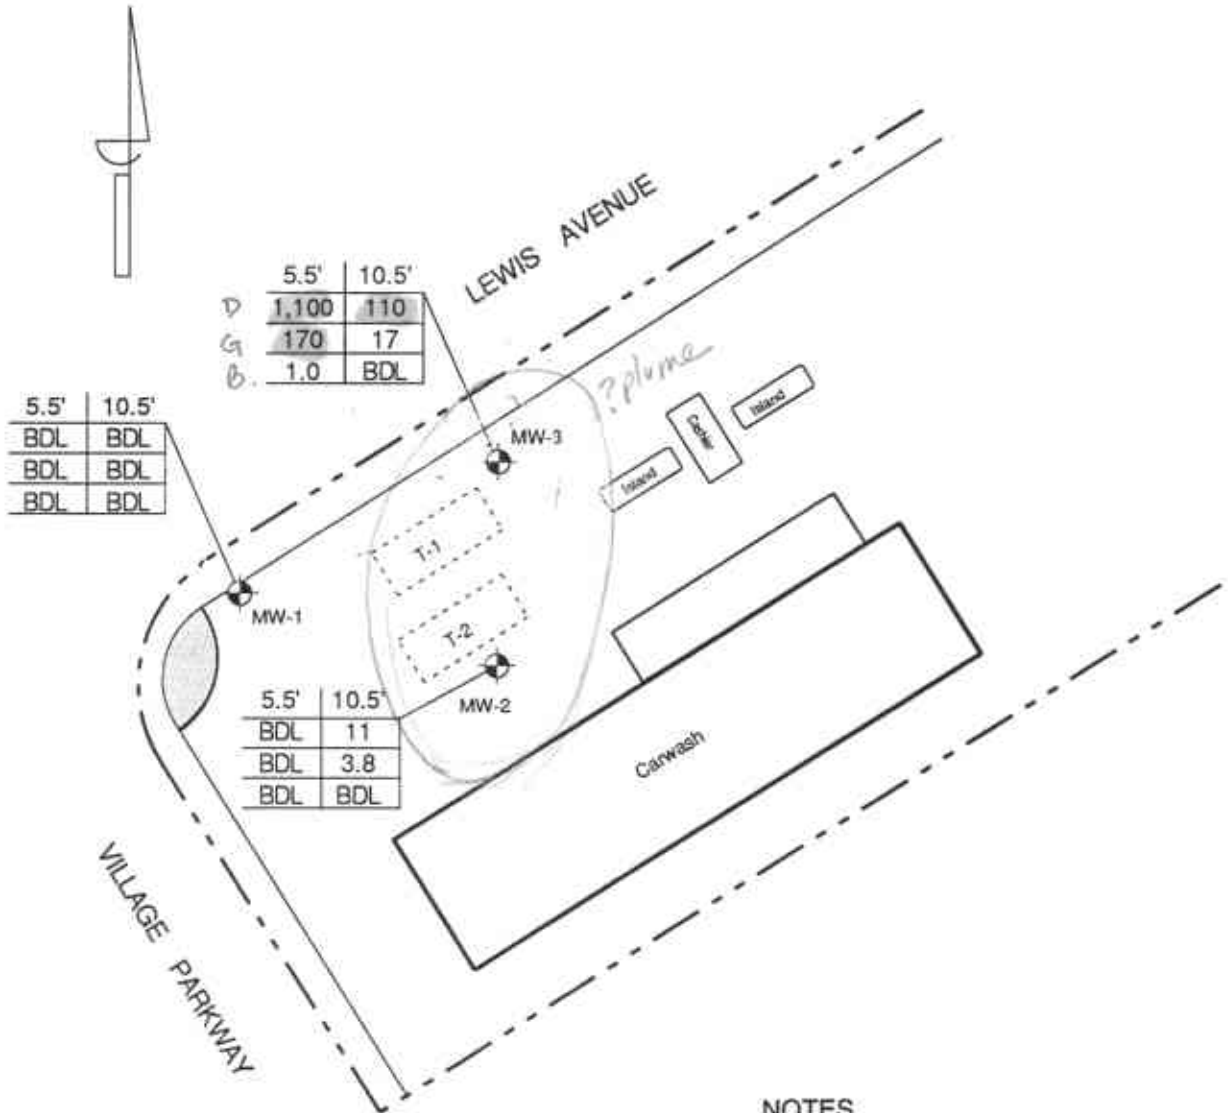 LEWIS AVENUE
5.5' 10.5'
D 1,100 110
G 170 17
B. 1.0 BDL
? plume
Island
Cashier
Island
MW-3
5.5' 10.5'
BDL BDL
BDL BDL
BDL BDL
T-1
MW-1
T-2
MW-2
5.5' 10.5'
BDL 11
BDL 3.8
BDL BDL
Carwash
VILLAGE PARKWAY
NOTES